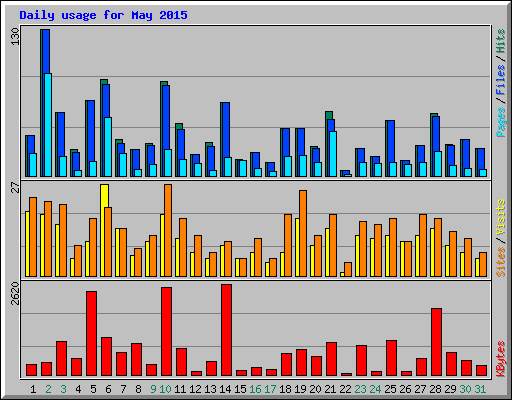 Daily usage for May 2015
130
Pages / Files / Hits
27
Sites / Visits
2620
KBytes
1 2 3 4 5 6 7 8 9 10 11 12 13 14 15 16 17 18 19 20 21 22 23 24 25 26 27 28 29 30 31